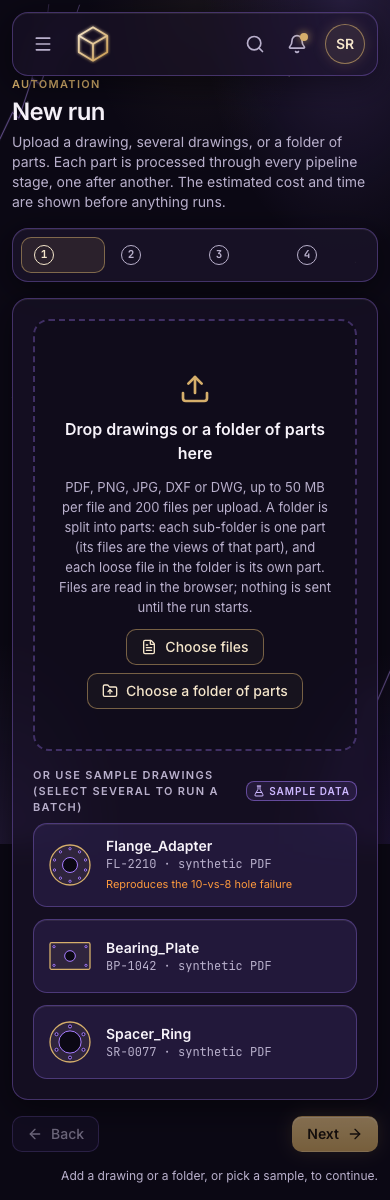 SR
AUTOMATION
New run
Upload a drawing, several drawings, or a folder of
parts. Each part is processed through every pipeline
stage, one after another. The estimated cost and time
are shown before anything runs.
1
2
3
4
Drop drawings or a folder of parts
here
PDF, PNG, JPG, DXF or DWG, up to 50 MB
per file and 200 files per upload. A folder is
split into parts: each sub-folder is one part
(its files are the views of that part), and
each loose file in the folder is its own part.
Files are read in the browser; nothing is sent
until the run starts.
Choose files
Choose a folder of parts
OR USE SAMPLE DRAWINGS
(SELECT SEVERAL TO RUN A
BATCH)
SAMPLE DATA
Flange_Adapter
FL-2210 · synthetic PDF
Reproduces the 10-vs-8 hole failure
Bearing_Plate
BP-1042 · synthetic PDF
Spacer_Ring
SR-0077 · synthetic PDF
Back
Next
Add a drawing or a folder, or pick a sample, to continue.